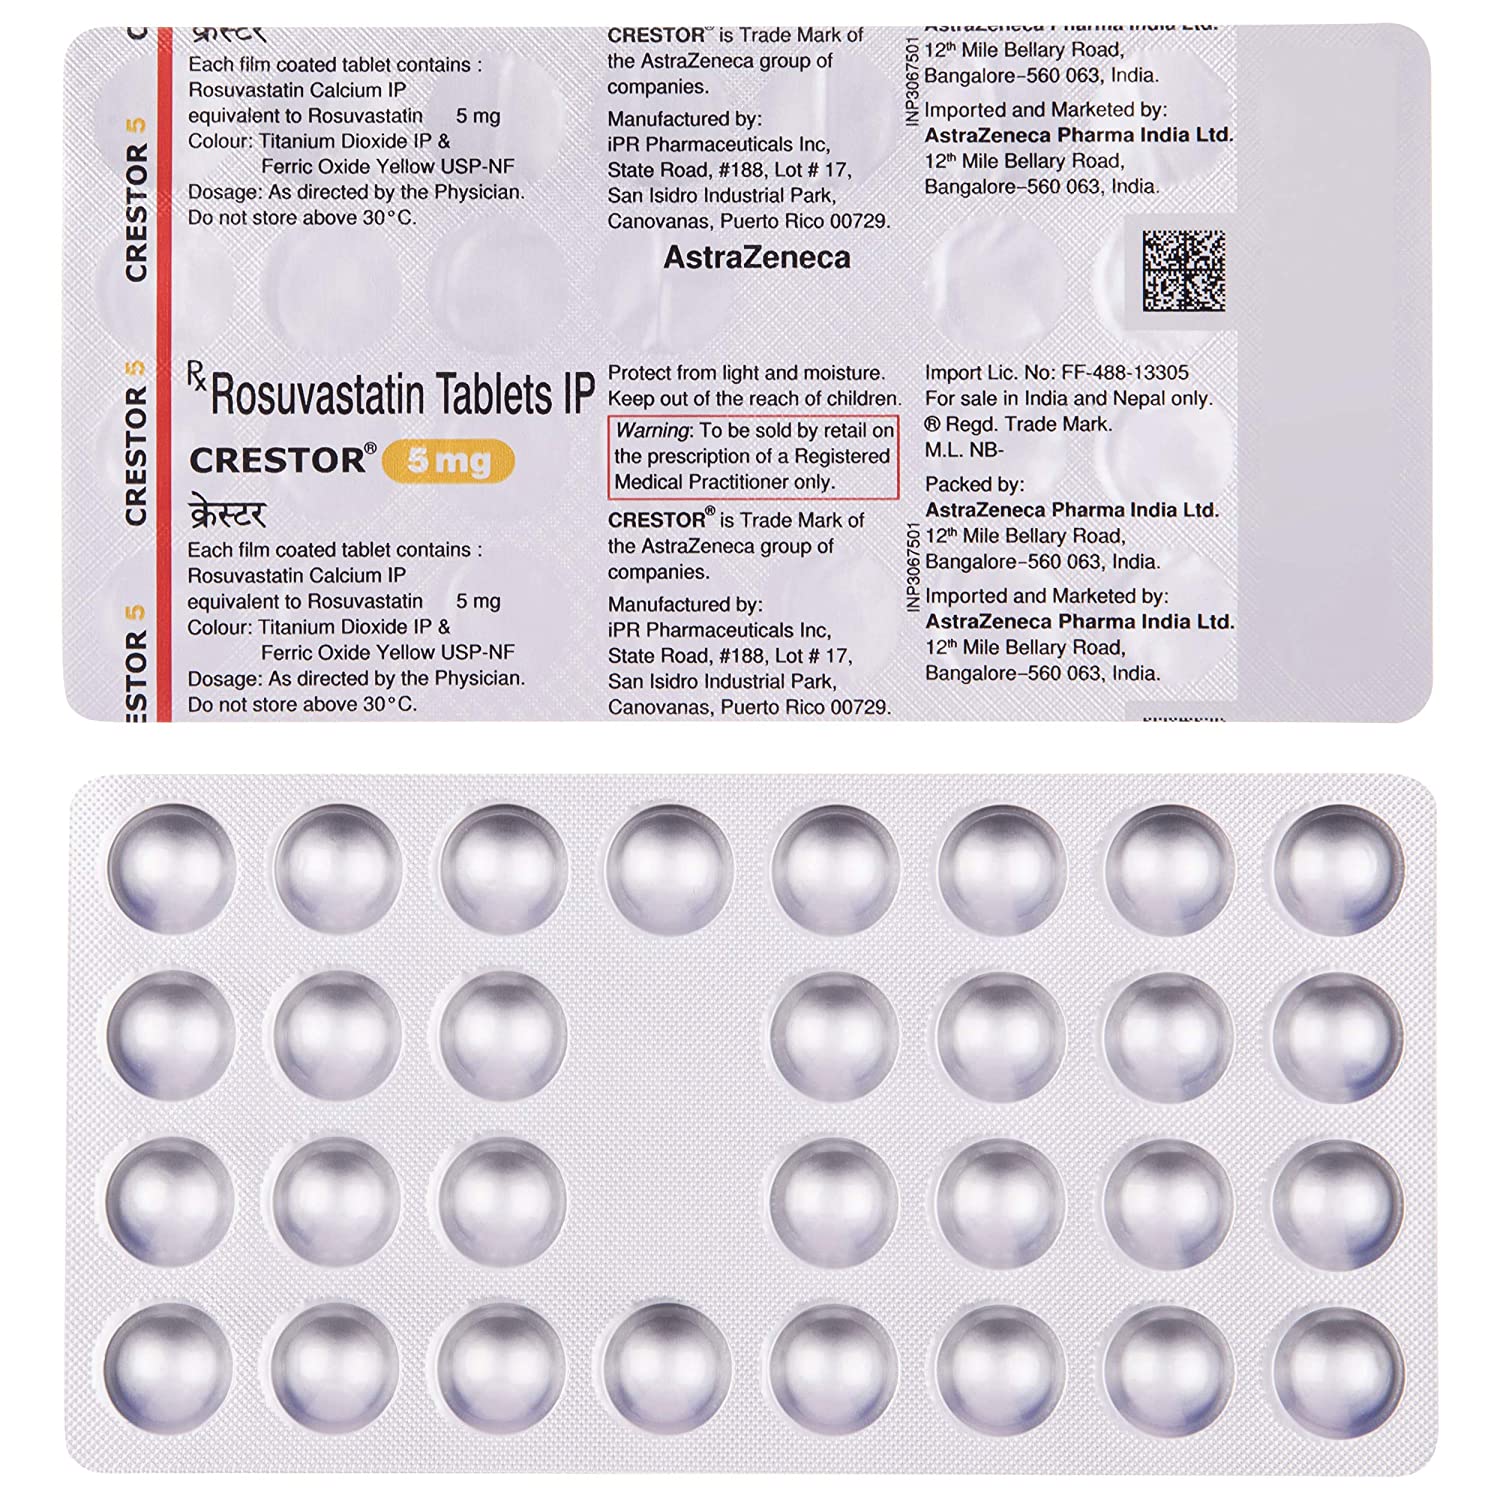 क्रेस्टर
Each film coated tablet contains :
Rosuvastatin Calcium IP
equivalent to Rosuvastatin 5 mg
Colour: Titanium Dioxide IP &
Ferric Oxide Yellow USP-NF
Dosage: As directed by the Physician.
Do not store above 30°C.
CRESTOR® is Trade Mark of
the AstraZeneca group of
companies.
Manufactured by:
iPR Pharmaceuticals Inc,
State Road, #188, Lot # 17,
San Isidro Industrial Park,
Canovanas, Puerto Rico 00729.
AstraZeneca
INP3067501
AstraZeneca Pharma India Ltd.
12th Mile Bellary Road,
Bangalore-560 063, India.
Imported and Marketed by:
AstraZeneca Pharma India Ltd.
12th Mile Bellary Road,
Bangalore-560 063, India.
C
CRESTOR 5
CRESTOR 5
ESTOR 5
Rx Rosuvastatin Tablets IP
CRESTOR® 5 mg
क्रेस्टर
Each film coated tablet contains :
Rosuvastatin Calcium IP
equivalent to Rosuvastatin 5 mg
Colour: Titanium Dioxide IP &
Ferric Oxide Yellow USP-NF
Dosage: As directed by the Physician.
Do not store above 30°C.
Protect from light and moisture.
Keep out of the reach of children.
Warning: To be sold by retail on
the prescription of a Registered
Medical Practitioner only.
CRESTOR® is Trade Mark of
the AstraZeneca group of
companies.
Manufactured by:
iPR Pharmaceuticals Inc,
State Road, #188, Lot # 17,
San Isidro Industrial Park,
Canovanas, Puerto Rico 00729.
INP3067501
Import Lic. No: FF-488-13305
For sale in India and Nepal only.
® Regd. Trade Mark.
M.L. NB-
Packed by:
AstraZeneca Pharma India Ltd.
12th Mile Bellary Road,
Bangalore-560 063, India.
Imported and Marketed by:
AstraZeneca Pharma India Ltd.
12th Mile Bellary Road,
Bangalore-560 063, India.